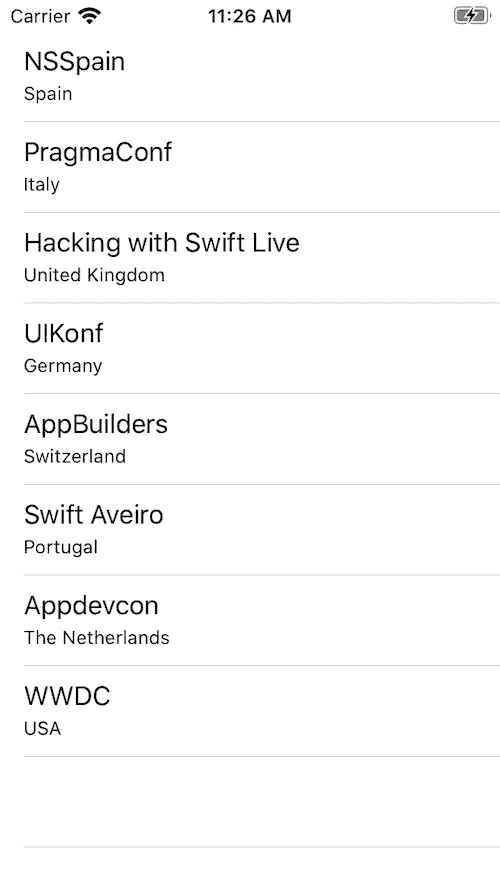 Carrier 11:26 AM
NSSpain
Spain
PragmaConf
Italy
Hacking with Swift Live
United Kingdom
UIKonf
Germany
AppBuilders
Switzerland
Swift Aveiro
Portugal
Appdevcon
The Netherlands
WWDC
USA